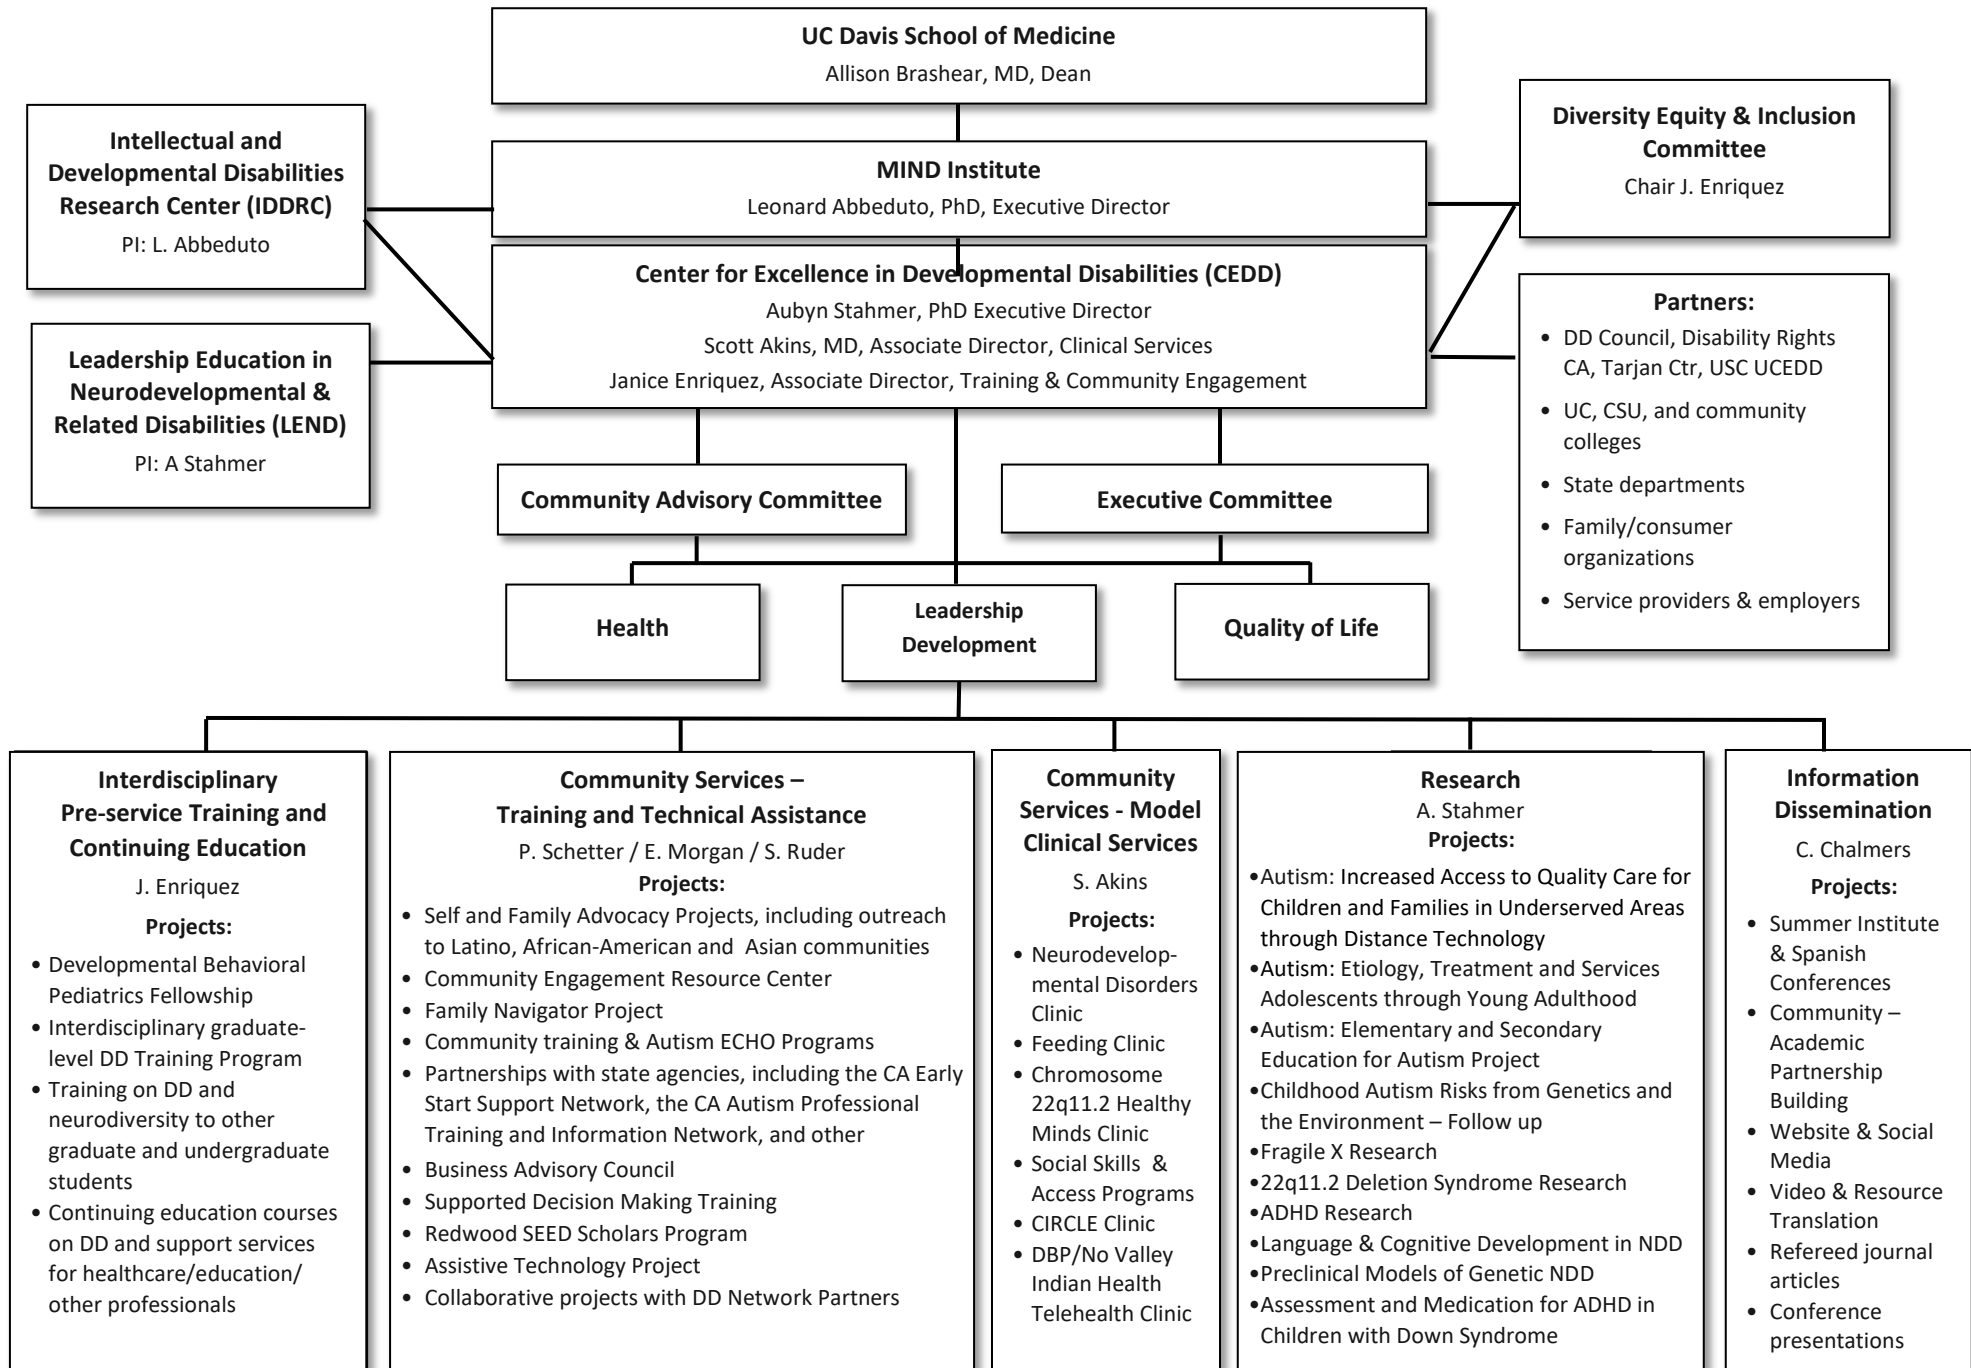 UC Davis School of Medicine
Allison Brashear, MD, Dean
Intellectual and
Developmental Disabilities
Research Center (IDDRC)
PI: L. Abbeduto
MIND Institute
Leonard Abbeduto, PhD, Executive Director
Diversity Equity & Inclusion
Committee
Chair J. Enriquez
Center for Excellence in Developmental Disabilities (CEDD)
Aubyn Stahmer, PhD Executive Director
Scott Akins, MD, Associate Director, Clinical Services
Janice Enriquez, Associate Director, Training & Community Engagement
Leadership Education in
Neurodevelopmental &
Related Disabilities (LEND)
PI: A Stahmer
Partners:
• DD Council, Disability Rights
CA, Tarjan Ctr, USC UCEDD
• UC, CSU, and community
colleges
• State departments
• Family/consumer
organizations
• Service providers & employers
Community Advisory Committee
Executive Committee
Health
Leadership
Development
Quality of Life
Interdisciplinary
Pre-service Training and
Continuing Education
J. Enriquez
Projects:
• Developmental Behavioral
Pediatrics Fellowship
• Interdisciplinary graduate-
level DD Training Program
• Training on DD and
neurodiversity to other
graduate and undergraduate
students
• Continuing education courses
on DD and support services
for healthcare/education/
other professionals
Community Services –
Training and Technical Assistance
P. Schetter / E. Morgan / S. Ruder
Projects:
• Self and Family Advocacy Projects, including outreach
to Latino, African-American and Asian communities
• Community Engagement Resource Center
• Family Navigator Project
• Community training & Autism ECHO Programs
• Partnerships with state agencies, including the CA Early
Start Support Network, the CA Autism Professional
Training and Information Network, and other
• Business Advisory Council
• Supported Decision Making Training
• Redwood SEED Scholars Program
• Assistive Technology Project
• Collaborative projects with DD Network Partners
Community
Services - Model
Clinical Services
S. Akins
Projects:
• Neurodevelop-
mental Disorders
Clinic
• Feeding Clinic
• Chromosome
22q11.2 Healthy
Minds Clinic
• Social Skills &
Access Programs
• CIRCLE Clinic
• DBP/No Valley
Indian Health
Telehealth Clinic
Research
A. Stahmer
Projects:
•Autism: Increased Access to Quality Care for
Children and Families in Underserved Areas
through Distance Technology
•Autism: Etiology, Treatment and Services
Adolescents through Young Adulthood
•Autism: Elementary and Secondary
Education for Autism Project
•Childhood Autism Risks from Genetics and
the Environment – Follow up
•Fragile X Research
•22q11.2 Deletion Syndrome Research
•ADHD Research
•Language & Cognitive Development in NDD
•Preclinical Models of Genetic NDD
•Assessment and Medication for ADHD in
Children with Down Syndrome
Information
Dissemination
C. Chalmers
Projects:
• Summer Institute
& Spanish
Conferences
• Community –
Academic
Partnership
Building
• Website & Social
Media
• Video & Resource
Translation
• Refereed journal
articles
• Conference
presentations